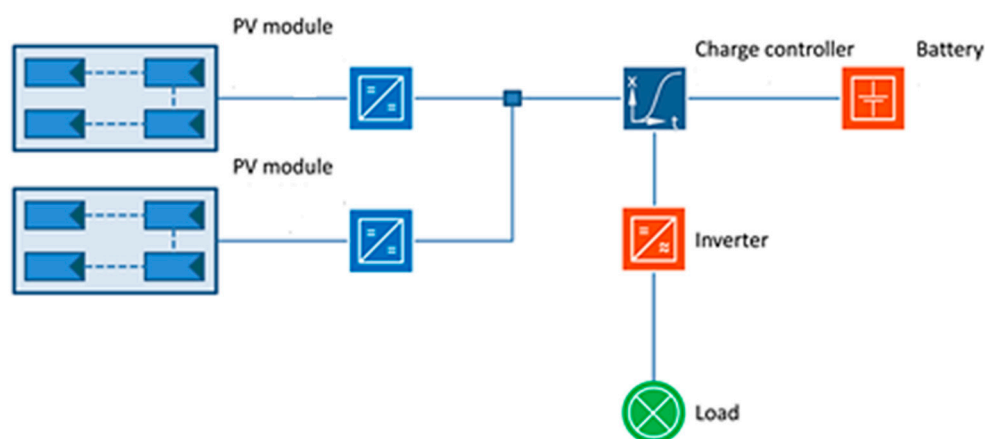 PV module
Charge controller
Battery
x
t
PV module
Inverter
Load